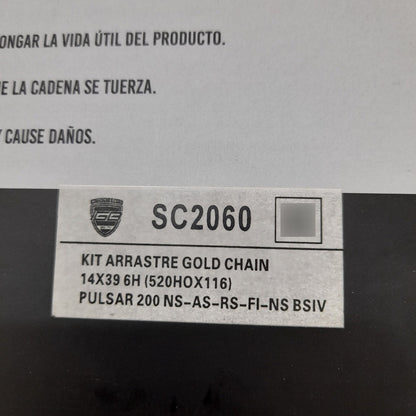 ONGAR LA VIDA ÚTIL DEL PRODUCTO.
LA CADENA SE TUERZA.
CAUSE DAÑOS.
SC2060
KIT ARRASTRE GOLD CHAIN
14X39 6H (520HOX116)
PULSAR 200 NS-AS-RS-FI-NS BSIV